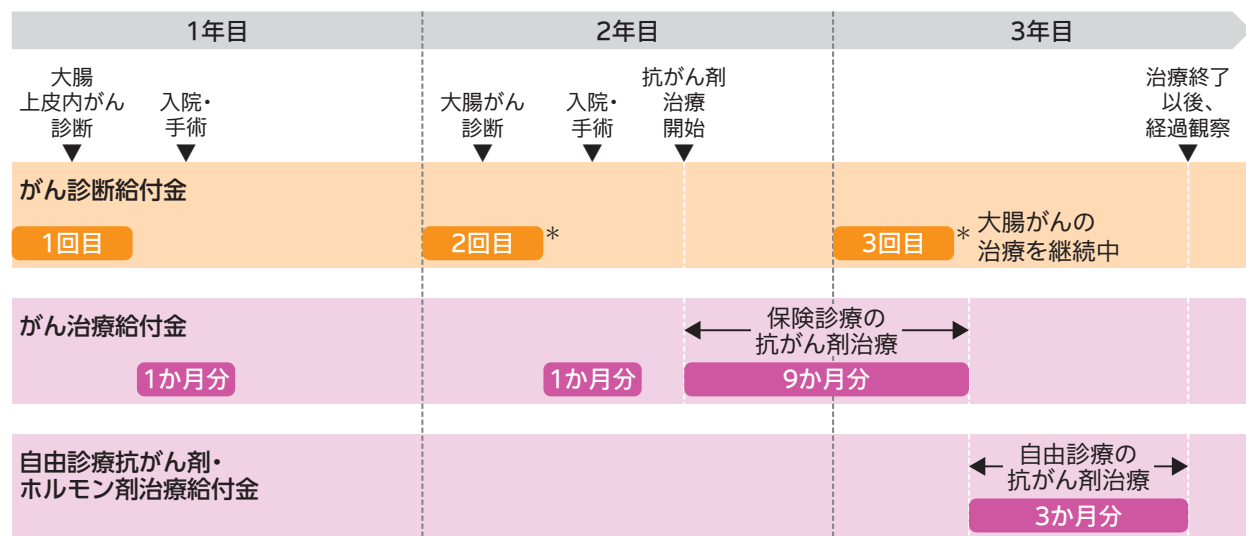 1年目 2年目 3年目
大腸
上皮内がん
診断
入院・
手術
大腸がん
診断
入院・
手術
抗がん剤
治療
開始
治療終了
以後、
経過観察
がん診断給付金
1回目
2回目
＊
3回目
＊
大腸がんの
治療を継続中
がん治療給付金
保険診療の
抗がん剤治療
1か月分
1か月分
9か月分
自由診療抗がん剤・
ホルモン剤治療給付金
自由診療の
抗がん剤治療
3か月分